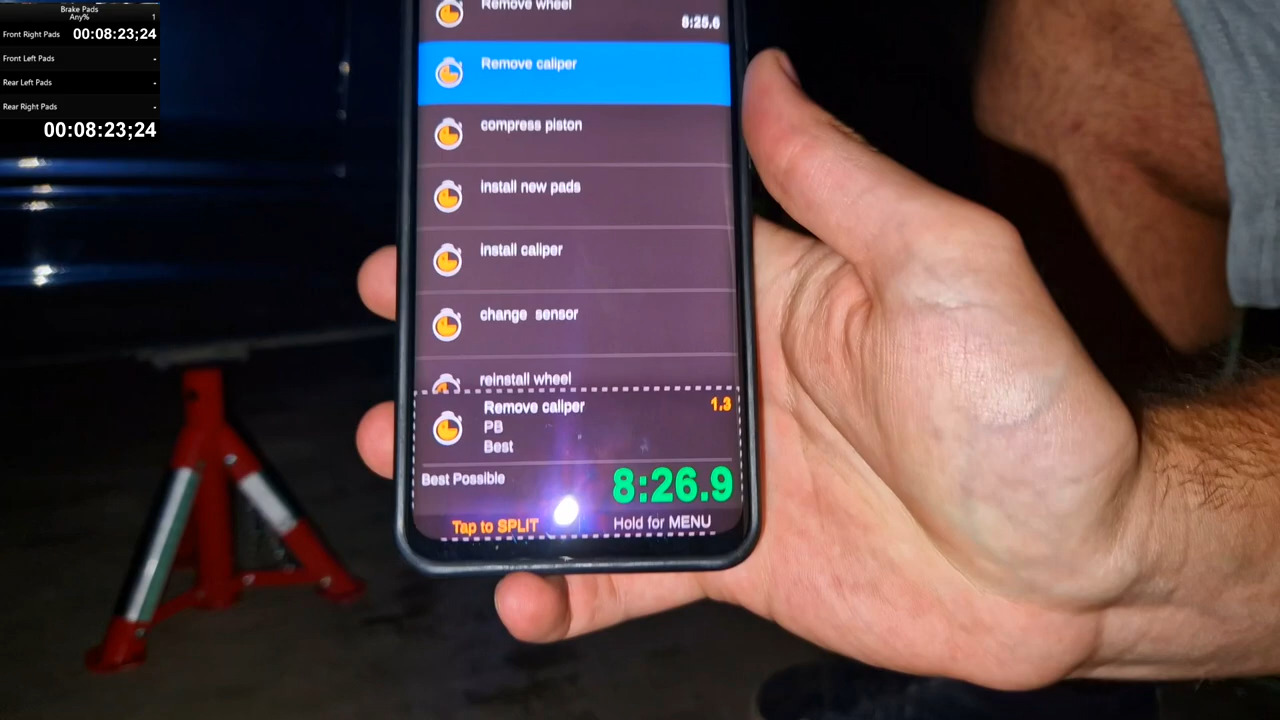 Brake Pads
Any% 1
Front Right Pads 00:08:23;24
Front Left Pads -
Rear Left Pads -
Rear Right Pads -
00:08:23;24
Remove wheel
8:25.6
Remove caliper
compress piston
install new pads
install caliper
change sensor
reinstall wheel
Remove caliper 1.3
PB
Best
Best Possible 8:26.9
Tap to SPLIT Hold for MENU